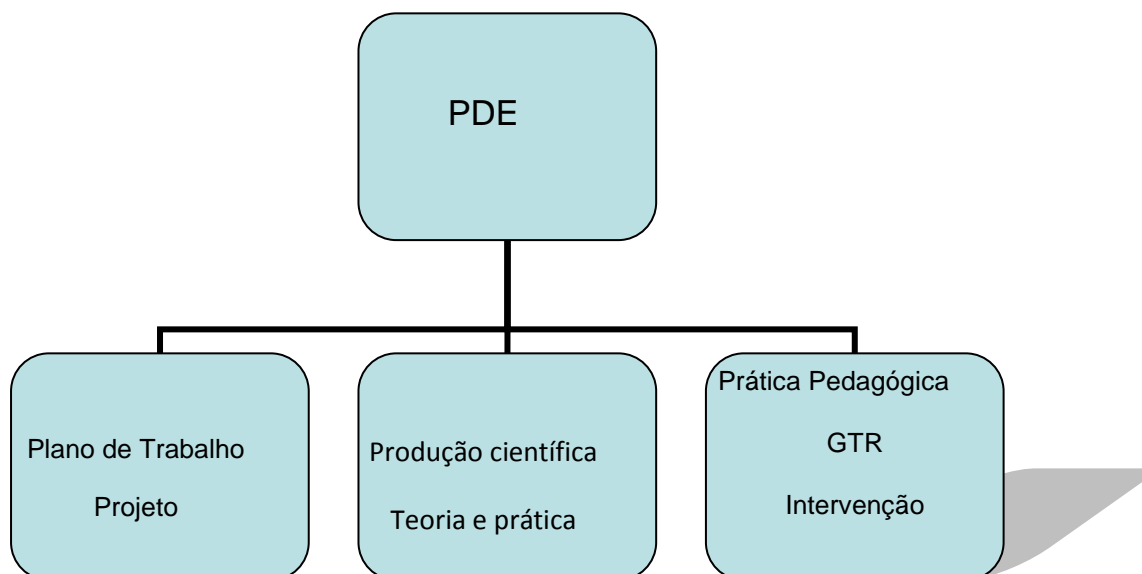 PDE
Plano de Trabalho
Projeto
Produção científica
Teoria e prática
Prática Pedagógica
GTR
Intervenção